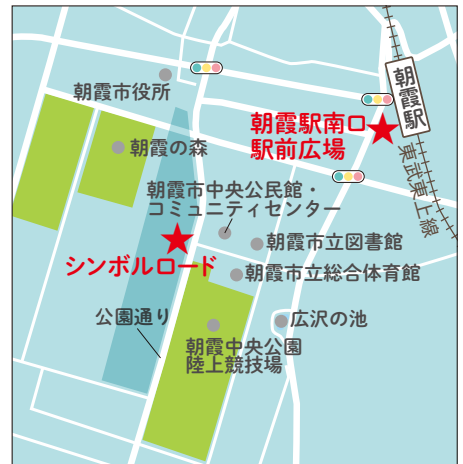 朝霞市役所
朝霞駅
朝霞駅南口
駅前広場
東武東上線
朝霞の森
朝霞市中央公民館・
コミュニティセンター
朝霞市立図書館
シンボルロード
朝霞市立総合体育館
公園通り
広沢の池
朝霞中央公園
陸上競技場